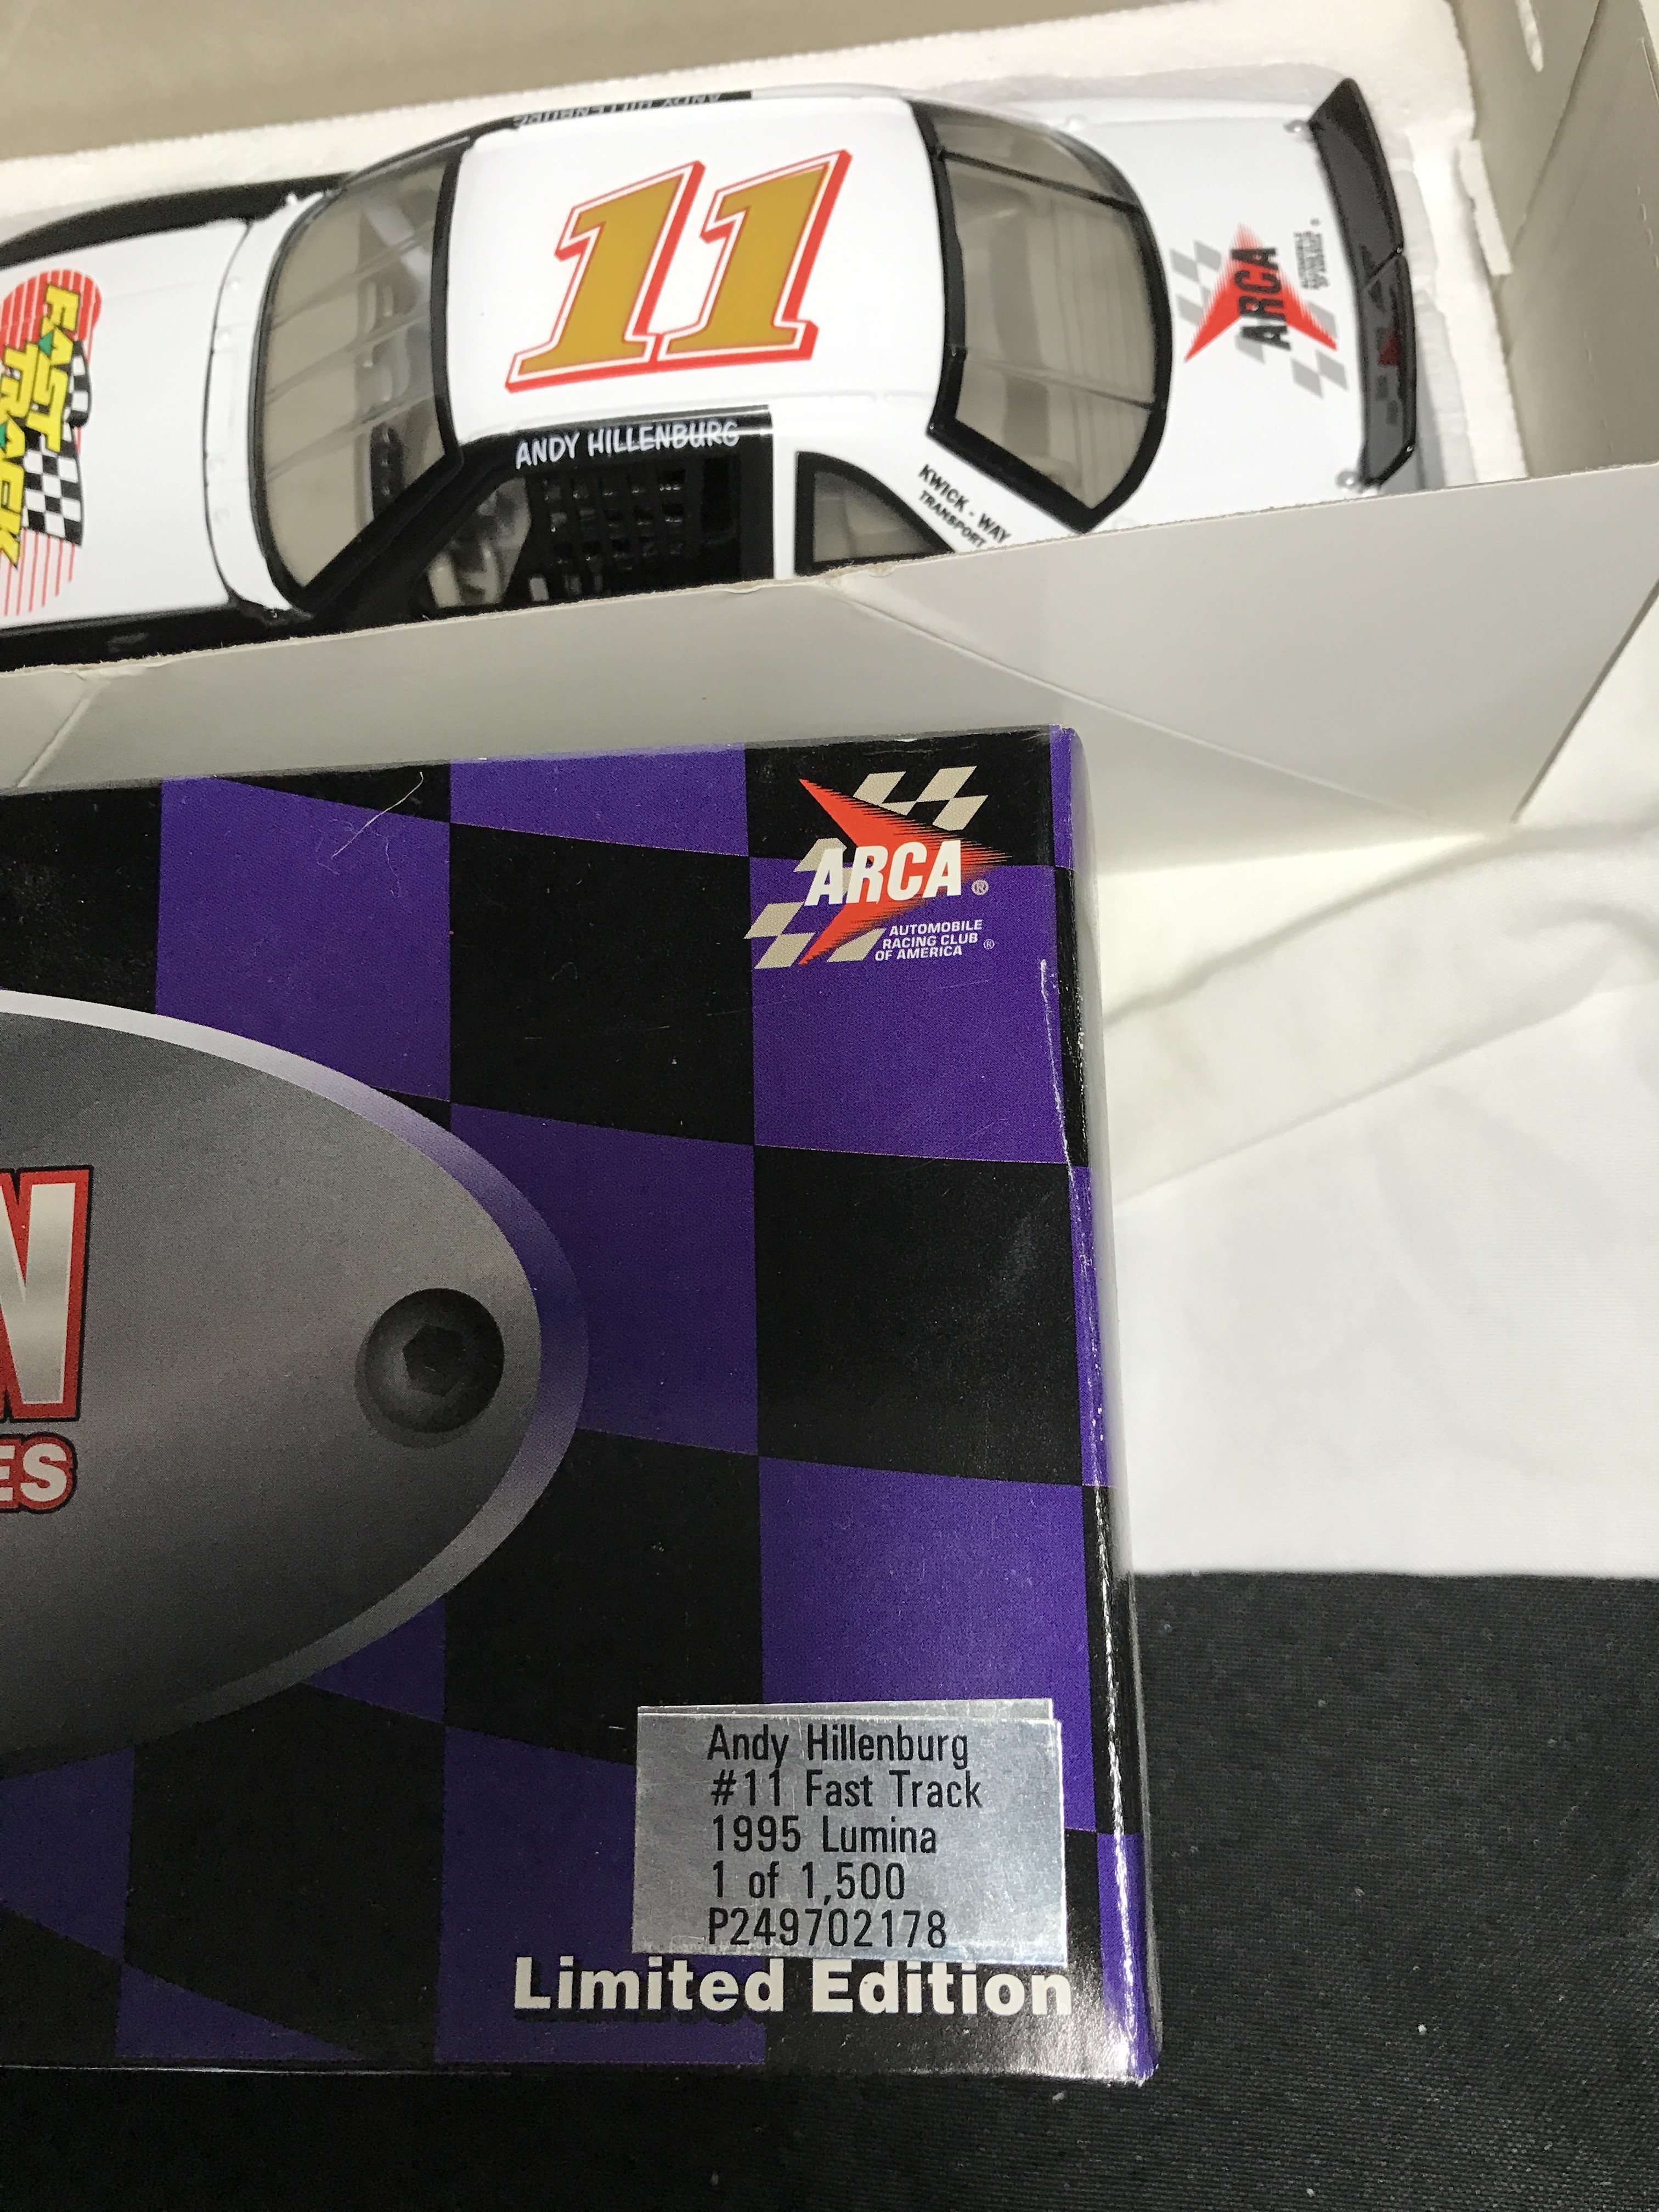 ANDY HILLENBURG
11
FAST
TRACK
ANDY HILLENBURG
KWICK - WAY
TRANSPORT
ARCA
ARCA ®
AUTOMOBILE
RACING CLUB
OF AMERICA ®
N
ES
Andy Hillenburg
#11 Fast Track
1995 Lumina
1 of 1,500
P249702178
Limited Edition